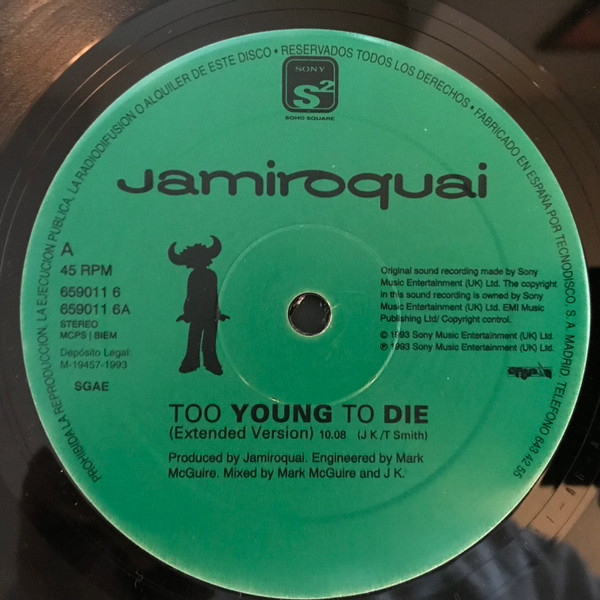 PROHIBIDA LA REPRODUCCION, LA EJECUCION PUBLICA, LA RADIODIFUSION O ALQUILER DE ESTE DISCO • RESERVADOS TODOS LOS DERECHOS • FABRICADO EN ESPAÑA POR TECNODISCO, S. A. MADRID. TELEFONO 643 42 55
SONY
S2
SOHO SQUARE
Jamiroquai
A
45 RPM
659011 6
659011 6A
STEREO
MCPS | BIEM
Depósito Legal:
M-19457-1993
SGAE
Original sound recording made by Sony
Music Entertainment (UK) Ltd. The copyright
in this sound recording is owned by Sony
Music Entertainment (UK) Ltd. EMI Music
Publishing Ltd/ Copyright control.
© 1993 Sony Music Entertainment (UK) Ltd.
℗ 1993 Sony Music Entertainment (UK) Ltd.
TOO YOUNG TO DIE
(Extended Version) 10.08 (J K /T Smith)
Produced by Jamiroquai. Engineered by Mark
McGuire. Mixed by Mark McGuire and J K.